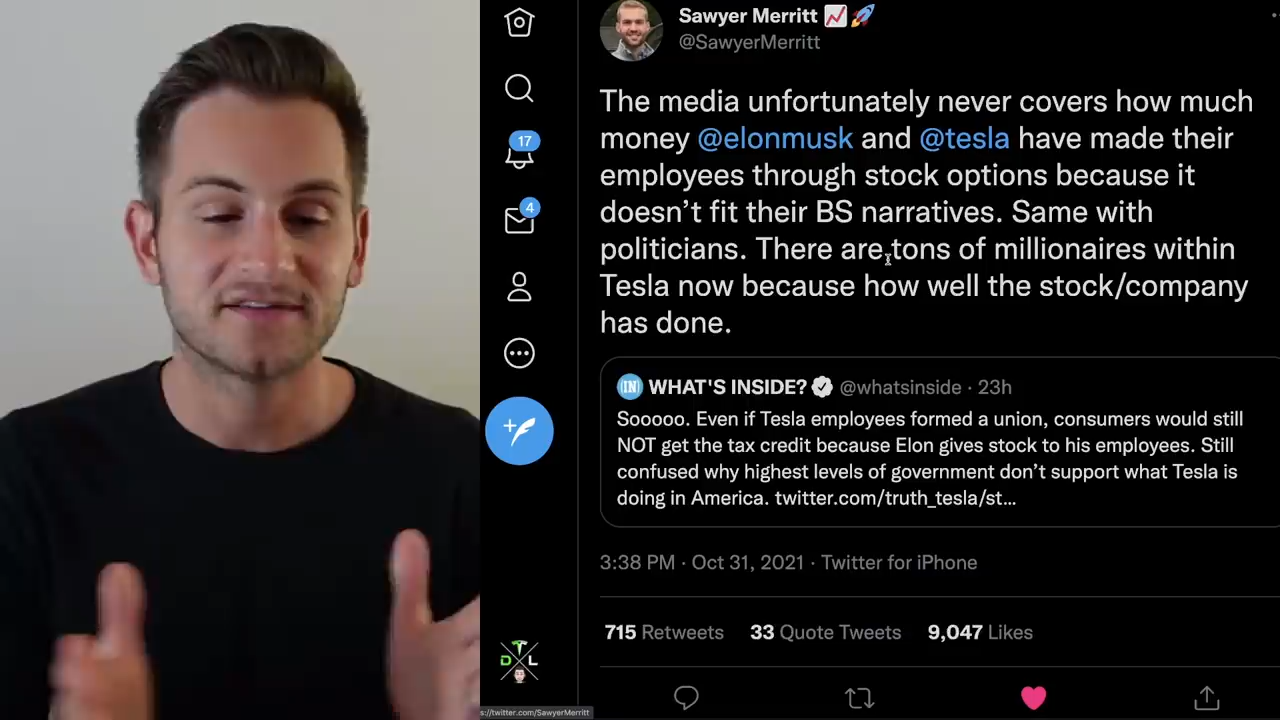 Sawyer Merritt
@SawyerMerritt
The media unfortunately never covers how much
money @elonmusk and @tesla have made their
employees through stock options because it
doesn’t fit their BS narratives. Same with
politicians. There are tons of millionaires within
Tesla now because how well the stock/company
has done.
IN WHAT'S INSIDE? @whatsinside · 23h
Sooooo. Even if Tesla employees formed a union, consumers would still
NOT get the tax credit because Elon gives stock to his employees. Still
confused why highest levels of government don’t support what Tesla is
doing in America. twitter.com/truth_tesla/st…
3:38 PM · Oct 31, 2021 · Twitter for iPhone
715 Retweets 33 Quote Tweets 9,047 Likes
17
4
D L
s://twitter.com/SawyerMerritt